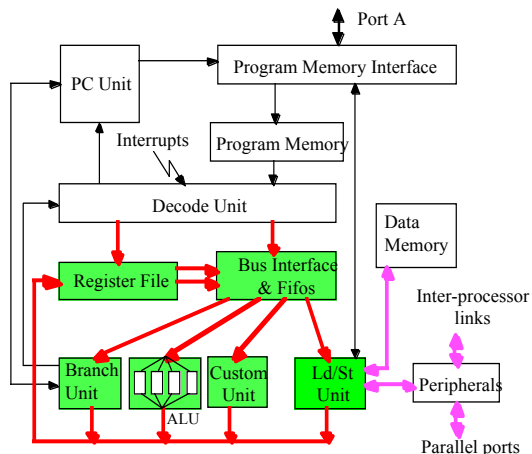 Port A
PC Unit
Program Memory Interface
Interrupts
Program Memory
Decode Unit
Data
Memory
Register File
Bus Interface
& Fifos
Inter-processor
links
Branch
Unit
ALU
Custom
Unit
Ld/St
Unit
Peripherals
Parallel ports